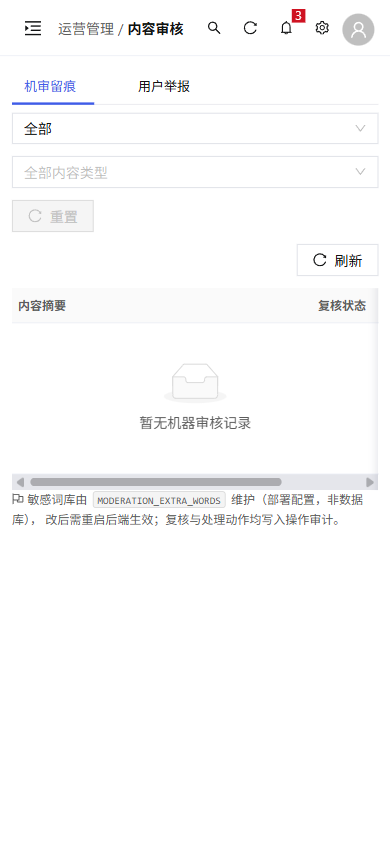 运营管理 / 内容审核
3
机审留痕 用户举报
全部
全部内容类型
重置
刷新
内容摘要 复核状态
暂无机器审核记录
敏感词库由 MODERATION_EXTRA_WORDS 维护（部署配置，非数据
库），改后需重启后端生效；复核与处理动作均写入操作审计。